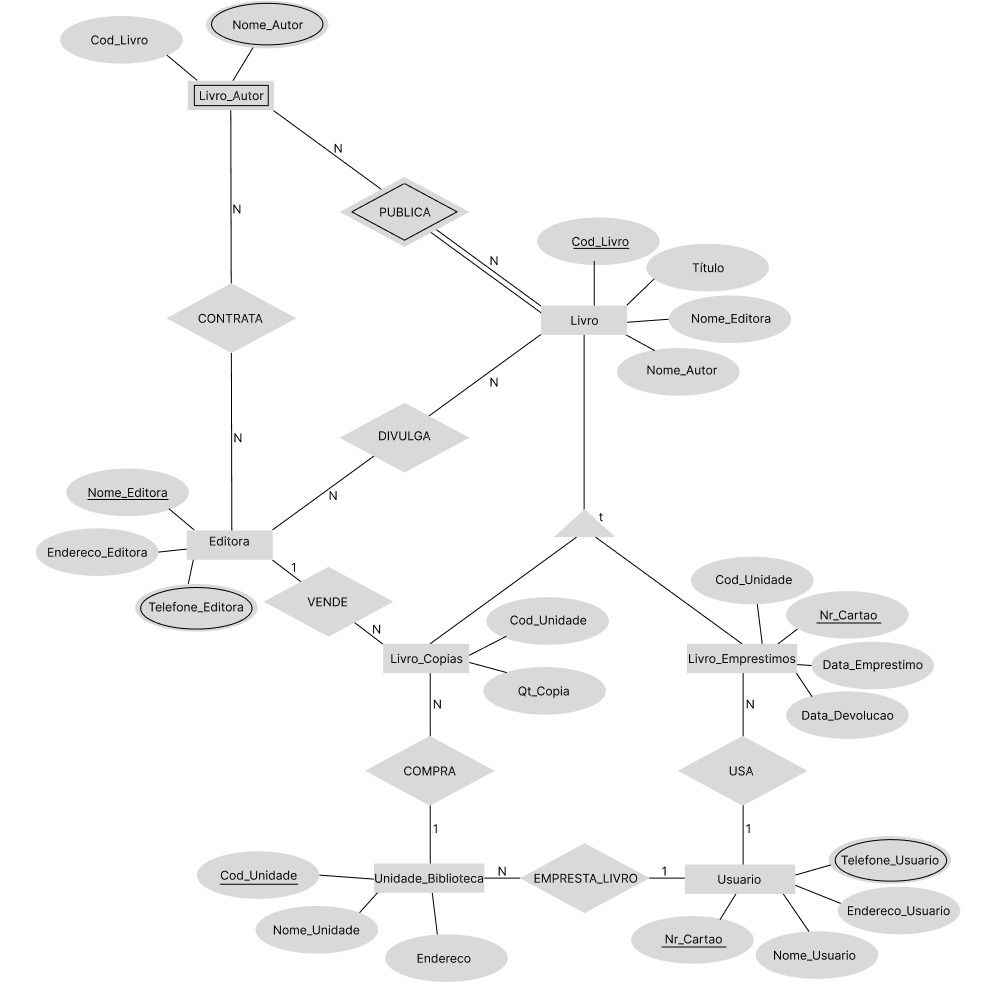 Nome_Autor
Cod_Livro
Livro_Autor
N
PUBLICA
N
N
Cod_Livro
Título
Nome_Editora
Livro
Nome_Autor
CONTRATA
N
DIVULGA
N
N
Nome_Editora
Endereco_Editora
Editora
Telefone_Editora
1
VENDE
N
t
Cod_Unidade
Nr_Cartao
Cod_Unidade
Livro_Copias
Livro_Emprestimos
Data_Emprestimo
Qt_Copia
Data_Devolucao
N
N
COMPRA
USA
1
1
Cod_Unidade
Unidade_Biblioteca
N
EMPRESTA_LIVRO
1
Usuario
Telefone_Usuario
Endereco_Usuario
Nome_Unidade
Nr_Cartao
Endereco
Nome_Usuario